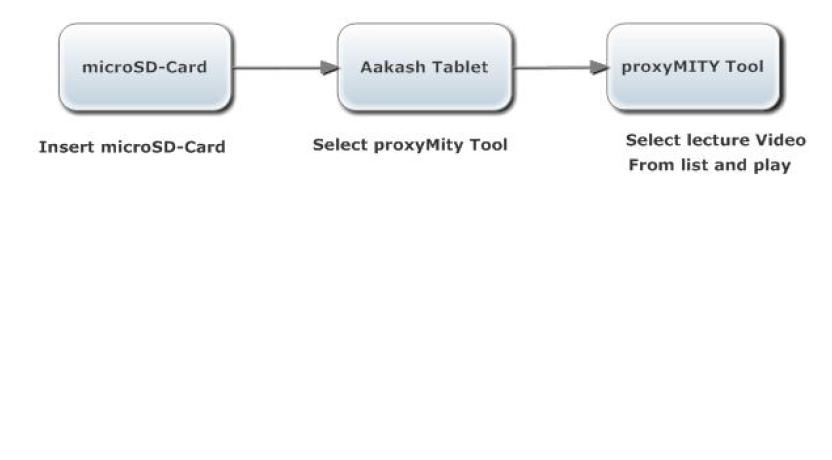 microSD-Card
Aakash Tablet
proxyMITY Tool
Insert microSD-Card
Select proxyMity Tool
Select lecture Video
From list and play